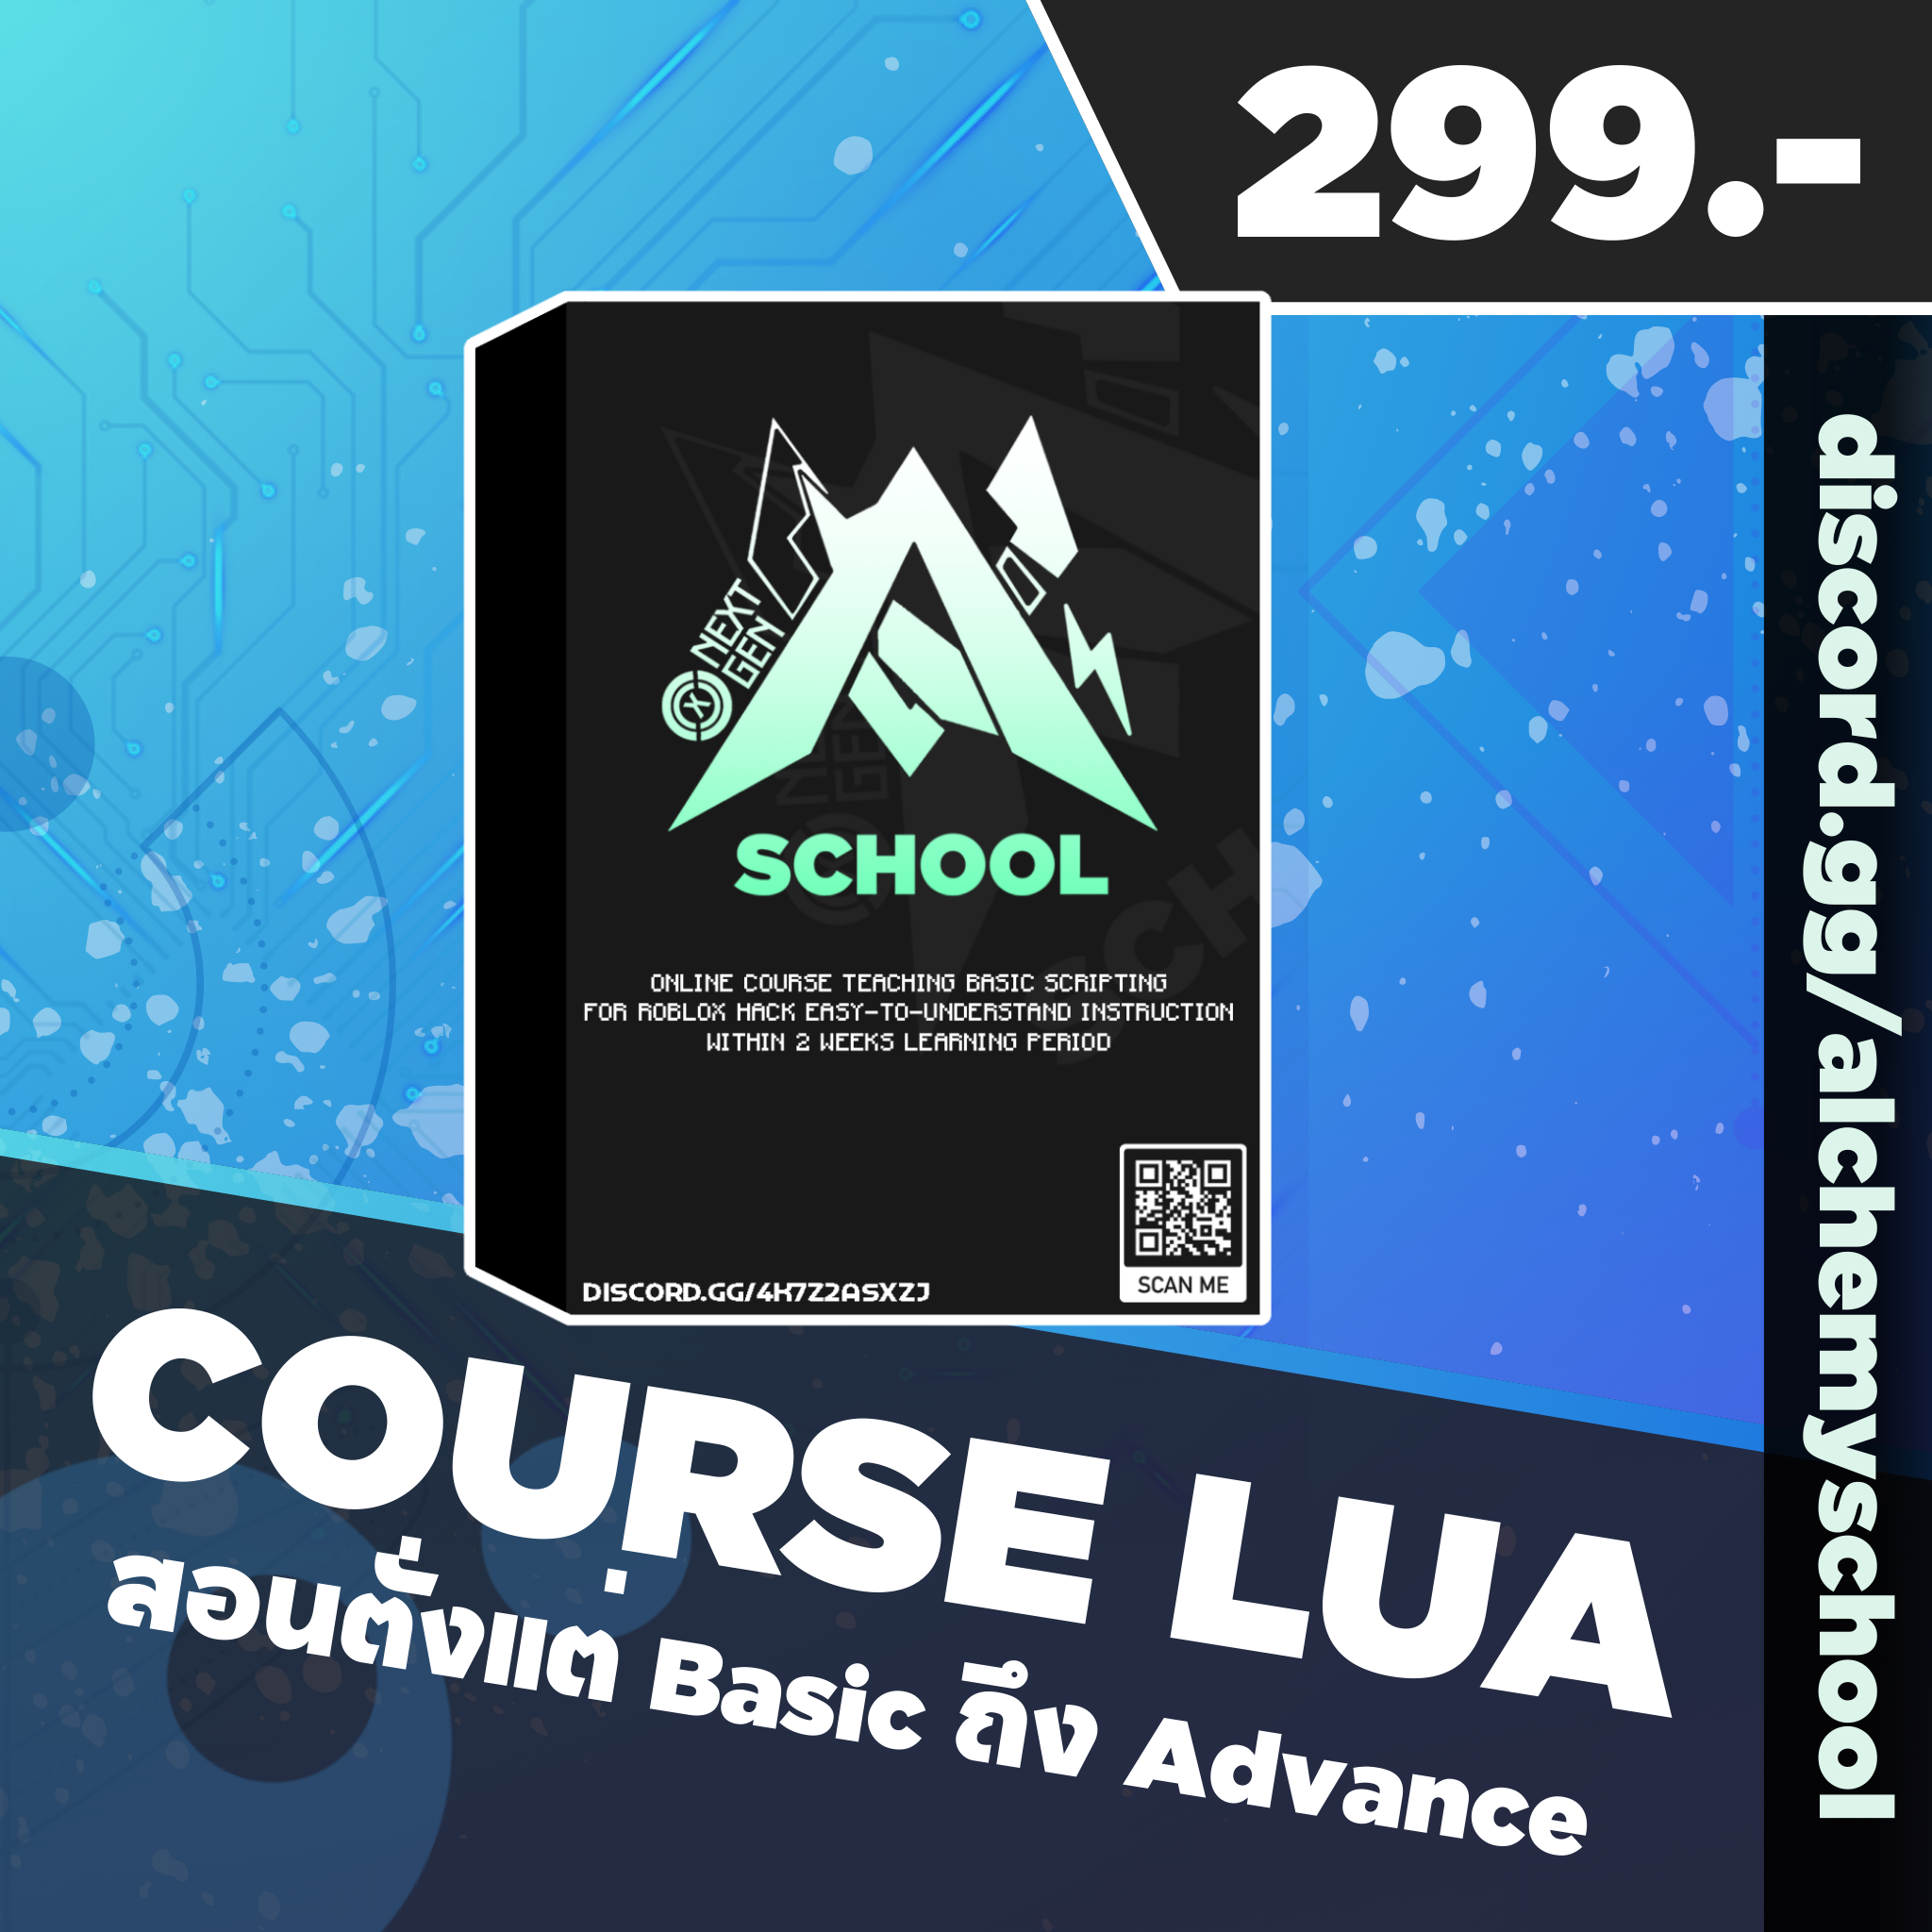 299.-
NEXT
GEN
X
SCHOOL
ONLINE COURSE TEACHING BASIC SCRIPTING
FOR ROBLOX HACK EASY-TO-UNDERSTAND INSTRUCTION
WITHIN 2 WEEKS LEARNING PERIOD
DISCORD.GG/4K7Z2ASXZJ
SCAN ME
discord.gg/alchemyschool
COURSE LUA
สอนตั้งแต่ Basic ถึง Advance